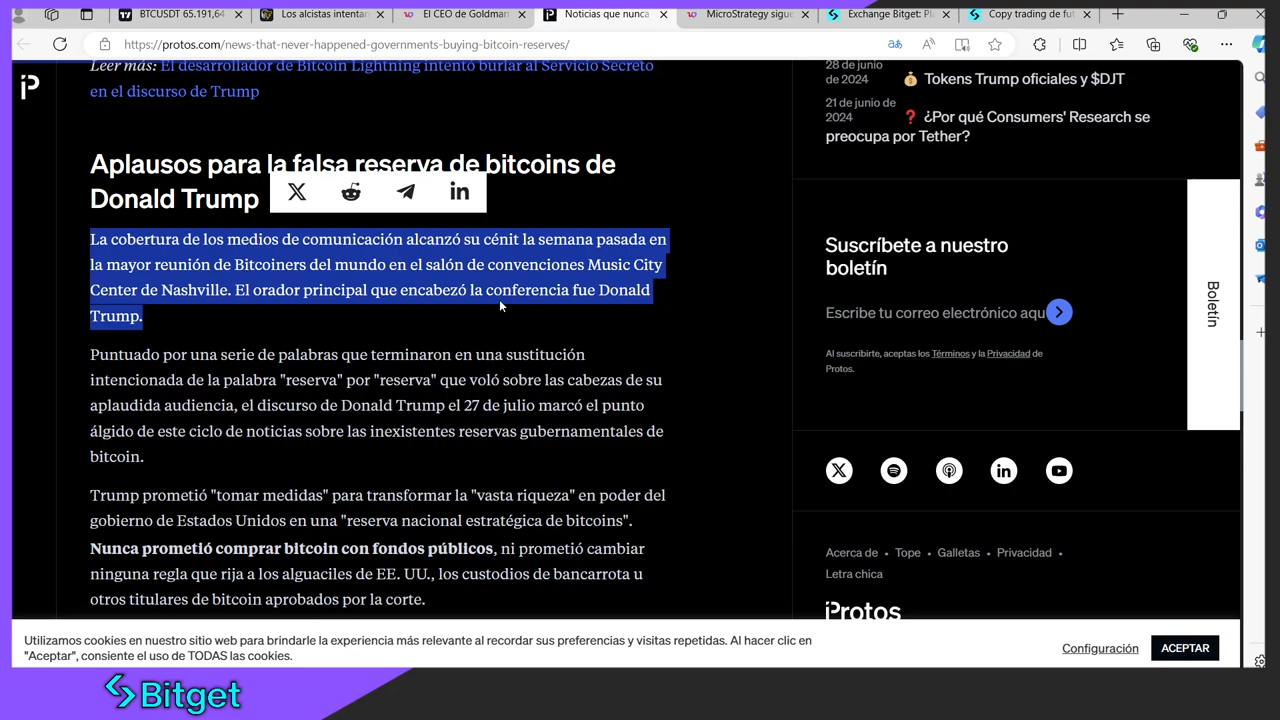 BTCUSDT 65.191,64
Los alcistas intentan
El CEO de Goldman
Noticias que nunca
MicroStrategy sigue
Exchange Bitget: Pl
Copy trading de fut
https://protos.com/news-that-never-happened-governments-buying-bitcoin-reserves/
Leer más: El desarrollador de Bitcoin Lightning intentó burlar al Servicio Secreto
en el discurso de Trump
Aplausos para la falsa reserva de bitcoins de
Donald Trump
La cobertura de los medios de comunicación alcanzó su cénit la semana pasada en
la mayor reunión de Bitcoiners del mundo en el salón de convenciones Music City
Center de Nashville. El orador principal que encabezó la conferencia fue Donald
Trump.
Puntuado por una serie de palabras que terminaron en una sustitución
intencionada de la palabra "reserva" por "reserva" que voló sobre las cabezas de su
aplaudida audiencia, el discurso de Donald Trump el 27 de julio marcó el punto
álgido de este ciclo de noticias sobre las inexistentes reservas gubernamentales de
bitcoin.
Trump prometió "tomar medidas" para transformar la "vasta riqueza" en poder del
gobierno de Estados Unidos en una "reserva nacional estratégica de bitcoins".
Nunca prometió comprar bitcoin con fondos públicos, ni prometió cambiar
ninguna regla que rija a los alguaciles de EE. UU., los custodios de bancarrota u
otros titulares de bitcoin aprobados por la corte.
28 de junio
de 2024
Tokens Trump oficiales y $DJT
21 de junio de
2024
¿Por qué Consumers' Research se
preocupa por Tether?
Suscríbete a nuestro
boletín
Escribe tu correo electrónico aqu
Al suscribirte, aceptas los Términos y la Privacidad de
Protos.
Boletín
Acerca de • Tope • Galletas • Privacidad •
Letra chica
Protos
Utilizamos cookies en nuestro sitio web para brindarle la experiencia más relevante al recordar sus preferencias y visitas repetidas. Al hacer clic en
"Aceptar", consiente el uso de TODAS las cookies.
Configuración
ACEPTAR
Bitget